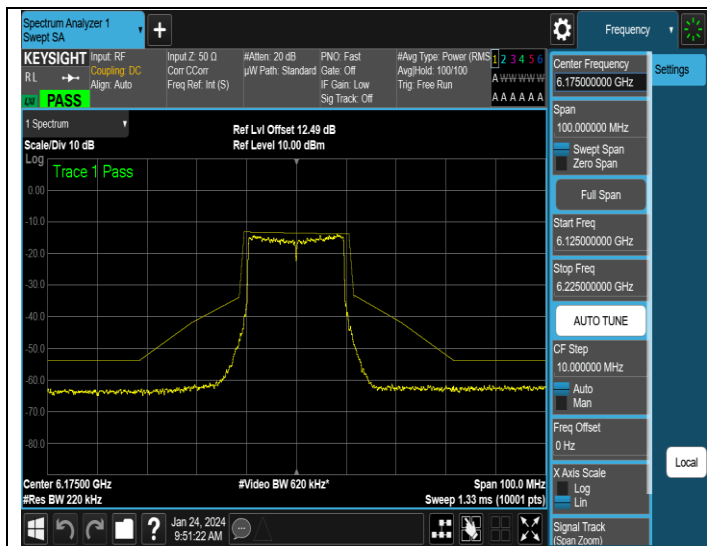 Spectrum Analyzer 1
Swept SA
Frequency
KEYSIGHT
RL
PASS
Input: RF
Coupling: DC
Align: Auto
Input Z: 50 Ω
Corr CCorr
Freq Ref: Int (S)
#Atten: 20 dB
µW Path: Standard
PNO: Fast
Gate: Off
IF Gain: Low
Sig Track: Off
#Avg Type: Power (RMS
Avg|Hold: 100/100
Trig: Free Run
1 2 3 4 5 6
A W W W W W
A A A A A A
1 Spectrum
Scale/Div 10 dB
Ref Lvl Offset 12.49 dB
Ref Level 10.00 dBm
Log
Trace 1 Pass
0.00
-10.0
-20.0
-30.0
-40.0
-50.0
-60.0
-70.0
-80.0
Center 6.17500 GHz
#Res BW 220 kHz
#Video BW 620 kHz*
Span 100.0 MHz
Sweep 1.33 ms (10001 pts)
Jan 24, 2024
9:51:22 AM
?
Center Frequency
6.175000000 GHz
Settings
Span
100.000000 MHz
Swept Span
Zero Span
Full Span
Start Freq
6.125000000 GHz
Stop Freq
6.225000000 GHz
AUTO TUNE
CF Step
10.000000 MHz
Auto
Man
Freq Offset
0 Hz
X Axis Scale
Log
Lin
Local
Signal Track
(Span Zoom)